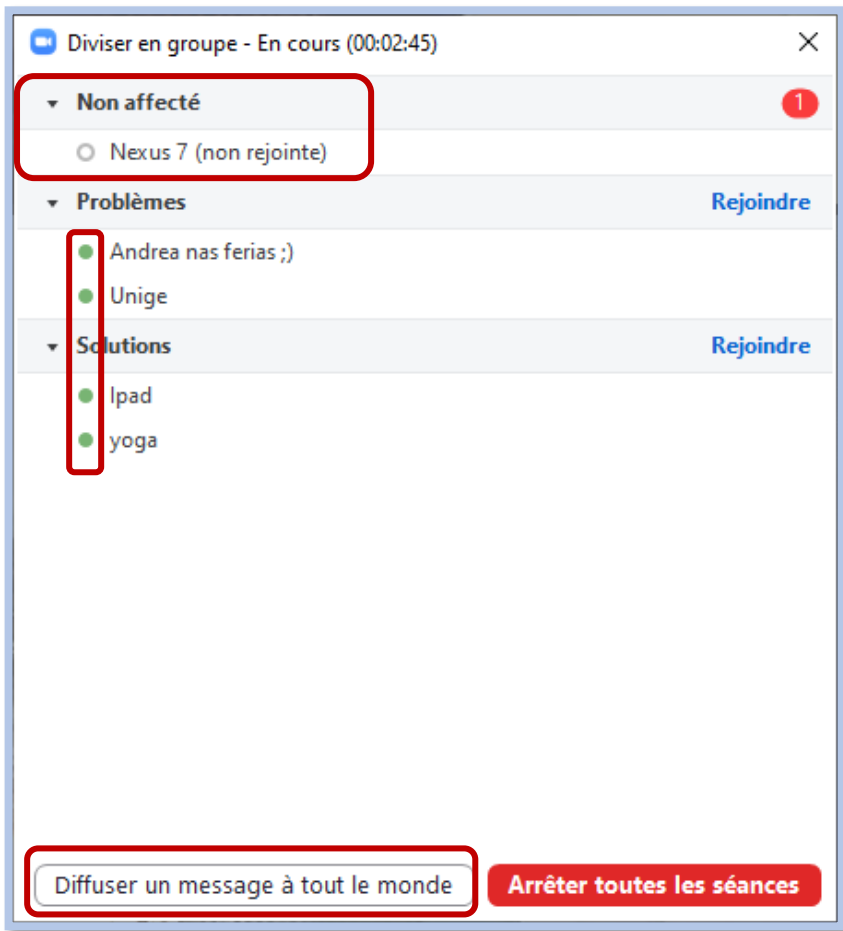 Diviser en groupe - En cours (00:02:45)
Non affecté 1
Nexus 7 (non rejointe)
Problèmes Rejoindre
Andrea nas ferias ;)
Unige
Solutions Rejoindre
Ipad
yoga
Diffuser un message à tout le monde Arrêter toutes les séances